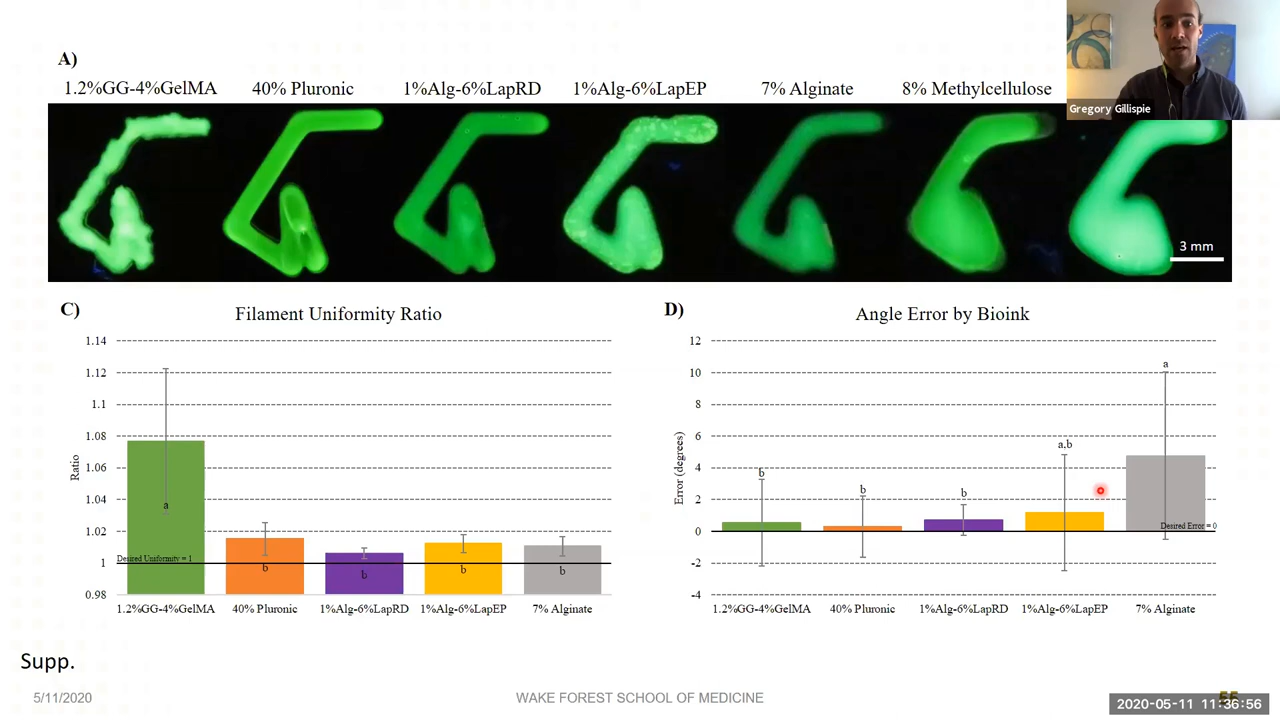 A)
1.2%GG-4%GelMA 40% Pluronic 1%Alg-6%LapRD 1%Alg-6%LapEP 7% Alginate 8% Methylcellulose
Gregory Gillispie
3 mm
C)
Filament Uniformity Ratio
1.14
1.12
1.1
1.08
1.06
1.04
1.02
1
0.98
Ratio
a
b
b
b
b
Desired Uniformity = 1
1.2%GG-4%GelMA 40% Pluronic 1%Alg-6%LapRD 1%Alg-6%LapEP 7% Alginate
D)
Angle Error by Bioink
12
10
8
6
4
2
0
-2
-4
Error (degrees)
b
b
b
a,b
a
Desired Error = 0
1.2%GG-4%GelMA 40% Pluronic 1%Alg-6%LapRD 1%Alg-6%LapEP 7% Alginate
Supp.
5/11/2020 WAKE FOREST SCHOOL OF MEDICINE
2020-05-11 11:36:56